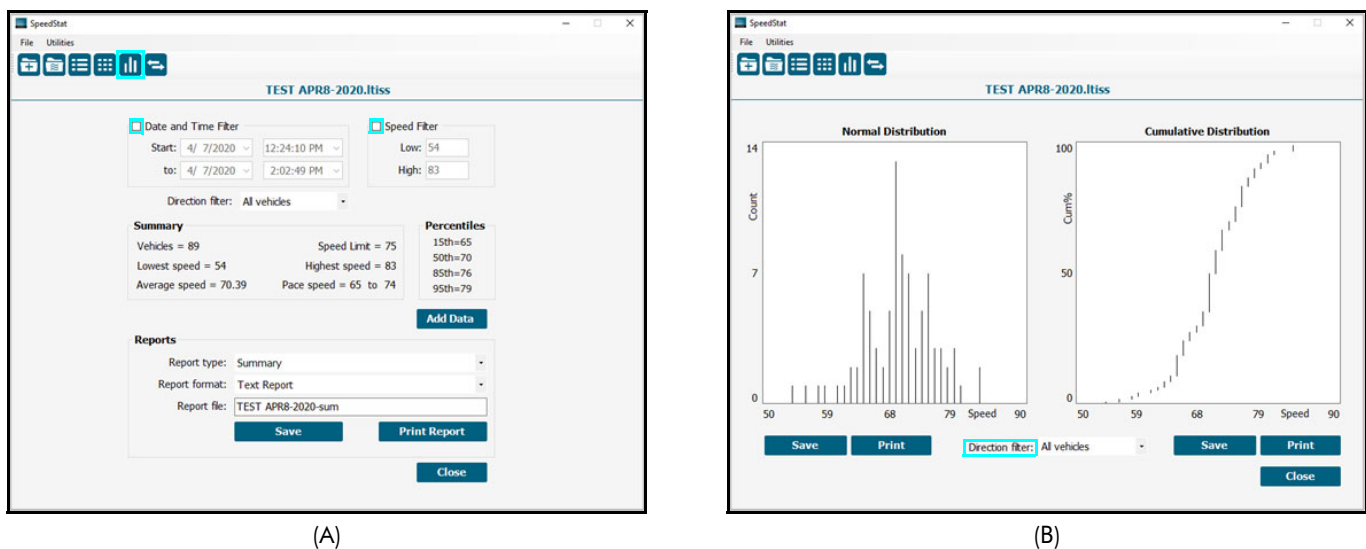 SpeedStat
File Utilities
TEST APR8-2020.ltiss
Date and Time Filter
Start: 4/ 7/2020 12:24:10 PM
to: 4/ 7/2020 2:02:49 PM
Speed Filter
Low: 54
High: 83
Direction filter: All vehicles
Summary
Vehicles = 89 Speed Limit = 75
Lowest speed = 54 Highest speed = 83
Average speed = 70.39 Pace speed = 65 to 74
Percentiles
15th=65
50th=70
85th=76
95th=79
Add Data
Reports
Report type: Summary
Report format: Text Report
Report file: TEST APR8-2020-sum
Save Print Report
Close
(A)
SpeedStat
File Utilities
TEST APR8-2020.ltiss
Normal Distribution
14
Count
7
0
50 59 68 79 Speed 90
Save Print
Cumulative Distribution
100
Cum%
50
0
50 59 68 79 Speed 90
Direction filter: All vehicles
Save Print
Close
(B)